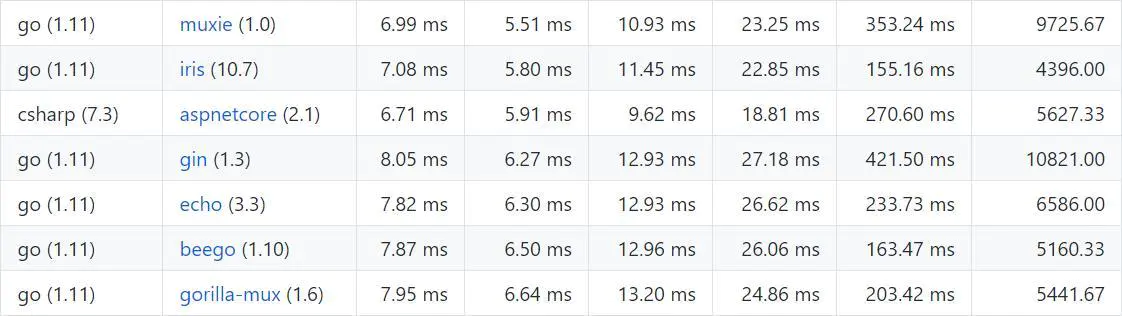 go (1.11) muxie (1.0) 6.99 ms 5.51 ms 10.93 ms 23.25 ms 353.24 ms 9725.67
go (1.11) iris (10.7) 7.08 ms 5.80 ms 11.45 ms 22.85 ms 155.16 ms 4396.00
csharp (7.3) aspnetcore (2.1) 6.71 ms 5.91 ms 9.62 ms 18.81 ms 270.60 ms 5627.33
go (1.11) gin (1.3) 8.05 ms 6.27 ms 12.93 ms 27.18 ms 421.50 ms 10821.00
go (1.11) echo (3.3) 7.82 ms 6.30 ms 12.93 ms 26.62 ms 233.73 ms 6586.00
go (1.11) beego (1.10) 7.87 ms 6.50 ms 12.96 ms 26.06 ms 163.47 ms 5160.33
go (1.11) gorilla-mux (1.6) 7.95 ms 6.64 ms 13.20 ms 24.86 ms 203.42 ms 5441.67